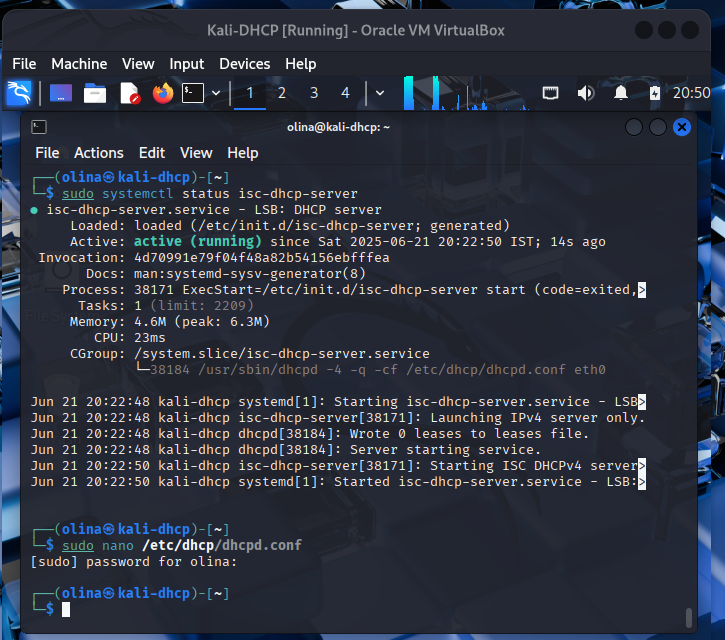 Kali-DHCP [Running] - Oracle VM VirtualBox
File Machine View Input Devices Help
1 2 3 4 20:50
olina@kali-dhcp: ~
File Actions Edit View Help
┌──(olina㉿kali-dhcp)-[~]
└─$ sudo systemctl status isc-dhcp-server
● isc-dhcp-server.service - LSB: DHCP server
Loaded: loaded (/etc/init.d/isc-dhcp-server; generated)
Active: active (running) since Sat 2025-06-21 20:22:50 IST; 14s ago
Invocation: 4d70991e79f04f48a82b54156ebfffea
Docs: man:systemd-sysv-generator(8)
Process: 38171 ExecStart=/etc/init.d/isc-dhcp-server start (code=exited,>
Tasks: 1 (limit: 2209)
Memory: 4.6M (peak: 6.3M)
CPU: 23ms
CGroup: /system.slice/isc-dhcp-server.service
└─38184 /usr/sbin/dhcpd -4 -q -cf /etc/dhcp/dhcpd.conf eth0
Jun 21 20:22:48 kali-dhcp systemd[1]: Starting isc-dhcp-server.service - LSB>
Jun 21 20:22:48 kali-dhcp isc-dhcp-server[38171]: Launching IPv4 server only.
Jun 21 20:22:48 kali-dhcp dhcpd[38184]: Wrote 0 leases to leases file.
Jun 21 20:22:48 kali-dhcp dhcpd[38184]: Server starting service.
Jun 21 20:22:50 kali-dhcp isc-dhcp-server[38171]: Starting ISC DHCPv4 server>
Jun 21 20:22:50 kali-dhcp systemd[1]: Started isc-dhcp-server.service - LSB:>
┌──(olina㉿kali-dhcp)-[~]
└─$ sudo nano /etc/dhcp/dhcpd.conf
[sudo] password for olina:
┌──(olina㉿kali-dhcp)-[~]
└─$